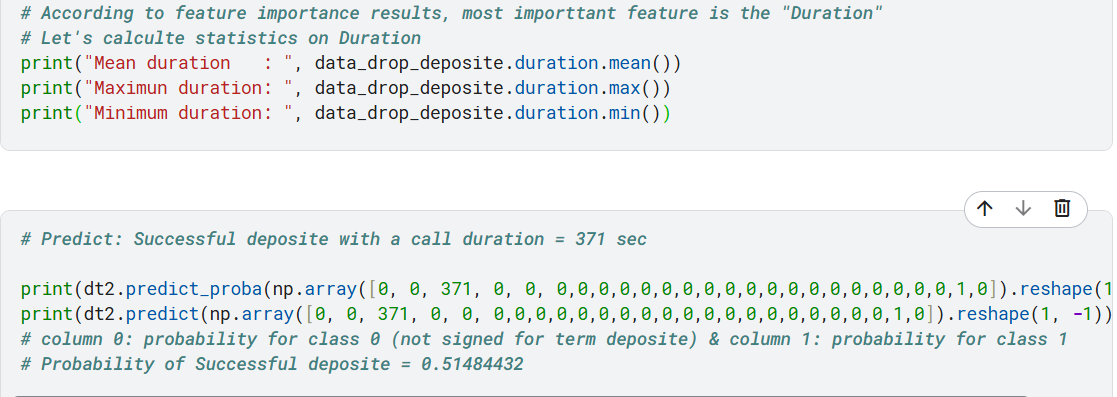 # According to feature importance results, most importtant feature is the "Duration"
# Let's calculte statistics on Duration
print("Mean duration   : ", data_drop_deposite.duration.mean())
print("Maximun duration: ", data_drop_deposite.duration.max())
print("Minimum duration: ", data_drop_deposite.duration.min())
# Predict: Successful deposite with a call duration = 371 sec
print(dt2.predict_proba(np.array([0, 0, 371, 0, 0, 0,0,0,0,0,0,0,0,0,0,0,0,0,0,0,0,0,0,0,1,0]).reshape(1
print(dt2.predict(np.array([0, 0, 371, 0, 0, 0,0,0,0,0,0,0,0,0,0,0,0,0,0,0,0,0,0,0,1,0]).reshape(1, -1))
# column 0: probability for class 0 (not signed for term deposite) & column 1: probability for class 1
# Probability of Successful deposite = 0.51484432